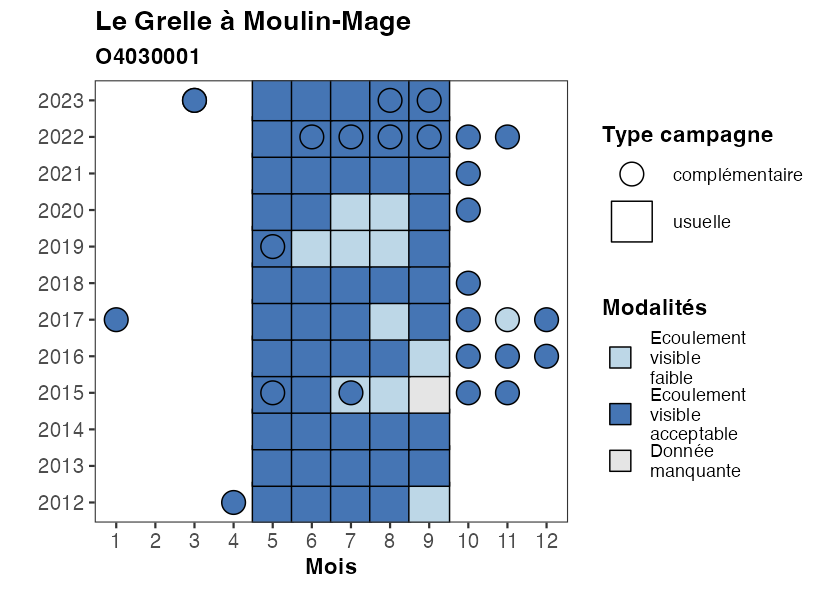 Le Grelle à Moulin-Mage
O4030001
2023
2022
2021
2020
2019
2018
2017
2016
2015
2014
2013
2012
1 2 3 4 5 6 7 8 9 10 11 12
Mois
Type campagne
complémentaire
usuelle
Modalités
Ecoulement
visible
faible
Ecoulement
visible
acceptable
Donnée
manquante